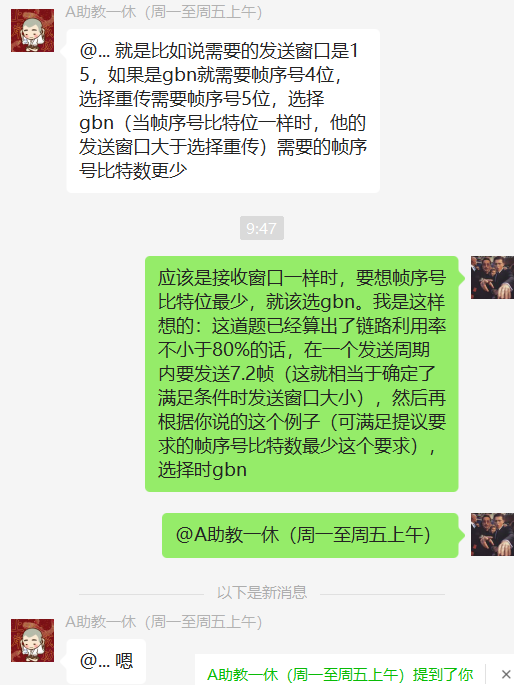 A助教一休（周一至周五上午）
@... 就是比如说需要的发送窗口是1
5，如果是gbn就需要帧序号4位，
选择重传需要帧序号5位，选择
gbn（当帧序号比特位一样时，他的
发送窗口大于选择重传）需要的帧序
号比特数更少
9:47
应该是接收窗口一样时，要想帧序号
比特位最少，就该选gbn。我是这样
想的：这道题已经算出了链路利用率
不小于80%的话，在一个发送周期
内要发送7.2帧（这就相当于确定了
满足条件时发送窗口大小），然后再
根据你说的这个例子（可满足提议要
求的帧序号比特数最少这个要求），
选择时gbn
@A助教一休（周一至周五上午）
以下是新消息
A助教一休（周一至周五上午）
@... 嗯
A助教一休（周一至周五上午）提到了你